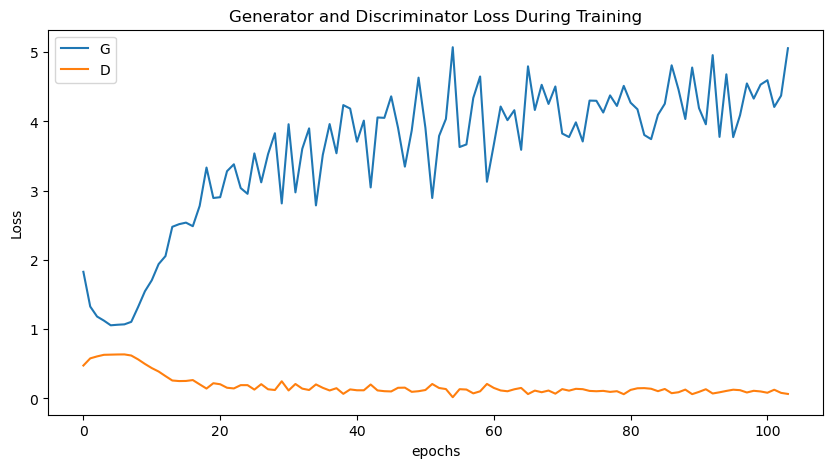 Generator and Discriminator Loss During Training
G
D
Loss
5
4
3
2
1
0
0 20 40 60 80 100
epochs